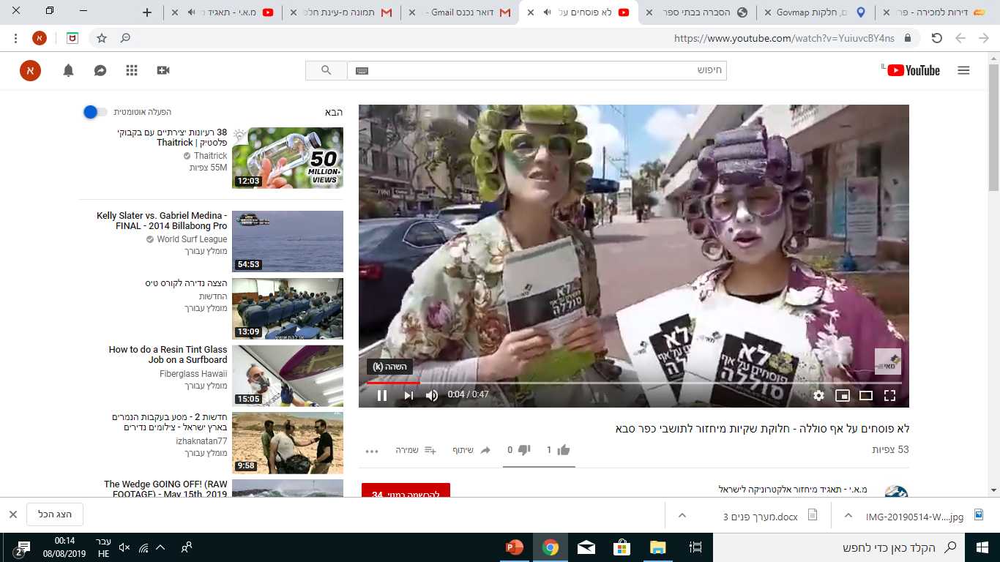 דירות למכירה - פרו
ם, חלקות Govmap
הסברה בבתי ספר
לא פוסחים על
דואר נכנס - Gmail
תמונה מ-עינת חלפ
מ.א.י - תאגיד מ
https://www.youtube.com/watch?v=YuiuvcBY4ns
א
YouTube IL
חיפוש
א
לא
פוסחים על אף
סוללה
לא
פוסחים על אף
סוללה
מאי
השהה (k)
0:04 / 0:47
לא פוסחים על אף סוללה - חלוקת שקיות מיחזור לתושבי כפר סבא
53 צפיות
1
0
שיתוף
שמירה
מ.א.י - תאגיד מיחזור אלקטרוניקה לישראל
להרשמה כמנוי 34
הבא
הפעלה אוטומטית
38 רעיונות יצירתיים עם בקבוקי
פלסטיק | Thaitrick
Thaitrick
55M צפיות
50
MILLION+
VIEWS
12:03
Kelly Slater vs. Gabriel Medina -
FINAL - 2014 Billabong Pro
World Surf League
מומלץ עבורך
54:53
הצצה נדירה לקורס טיס
החדשות
מומלץ עבורך
13:09
How to do a Resin Tint Glass
Job on a Surfboard
Fiberglass Hawaii
מומלץ עבורך
15:05
חדשות 2 - מסע בעקבות הנמרים
בארץ ישראל - צילומים נדירים
izhaknatan77
מומלץ עבורך
9:58
The Wedge GOING OFF! (RAW
FOOTAGE) - May 15th, 2019
IMG-20190514-W....jpg
מערך פנים 3.docx
הצג הכל
הקלד כאן כדי לחפש
עבר
HE
00:14
08/08/2019
2